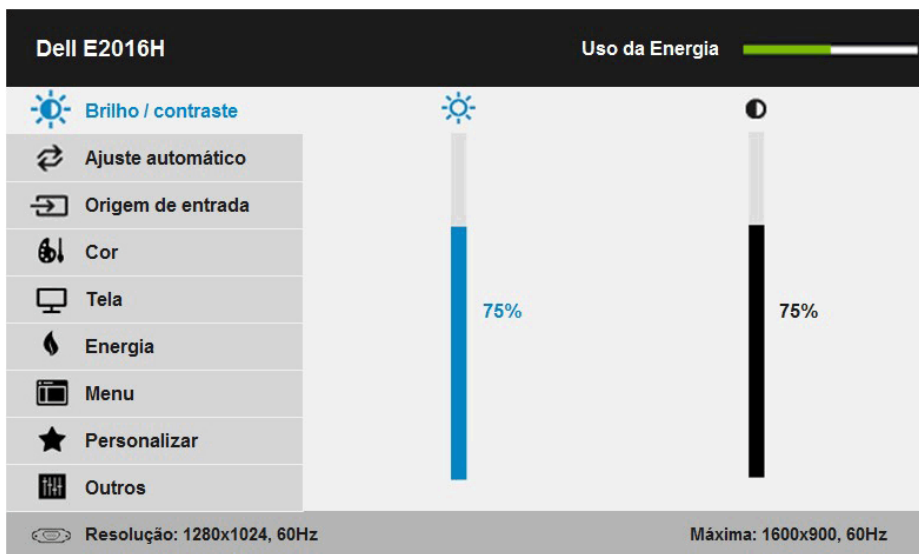 Dell E2016H
Uso da Energia
Brilho / contraste
Ajuste automático
Origem de entrada
Cor
Tela
Energia
Menu
Personalizar
Outros
75%
75%
Resolução: 1280x1024, 60Hz
Máxima: 1600x900, 60Hz